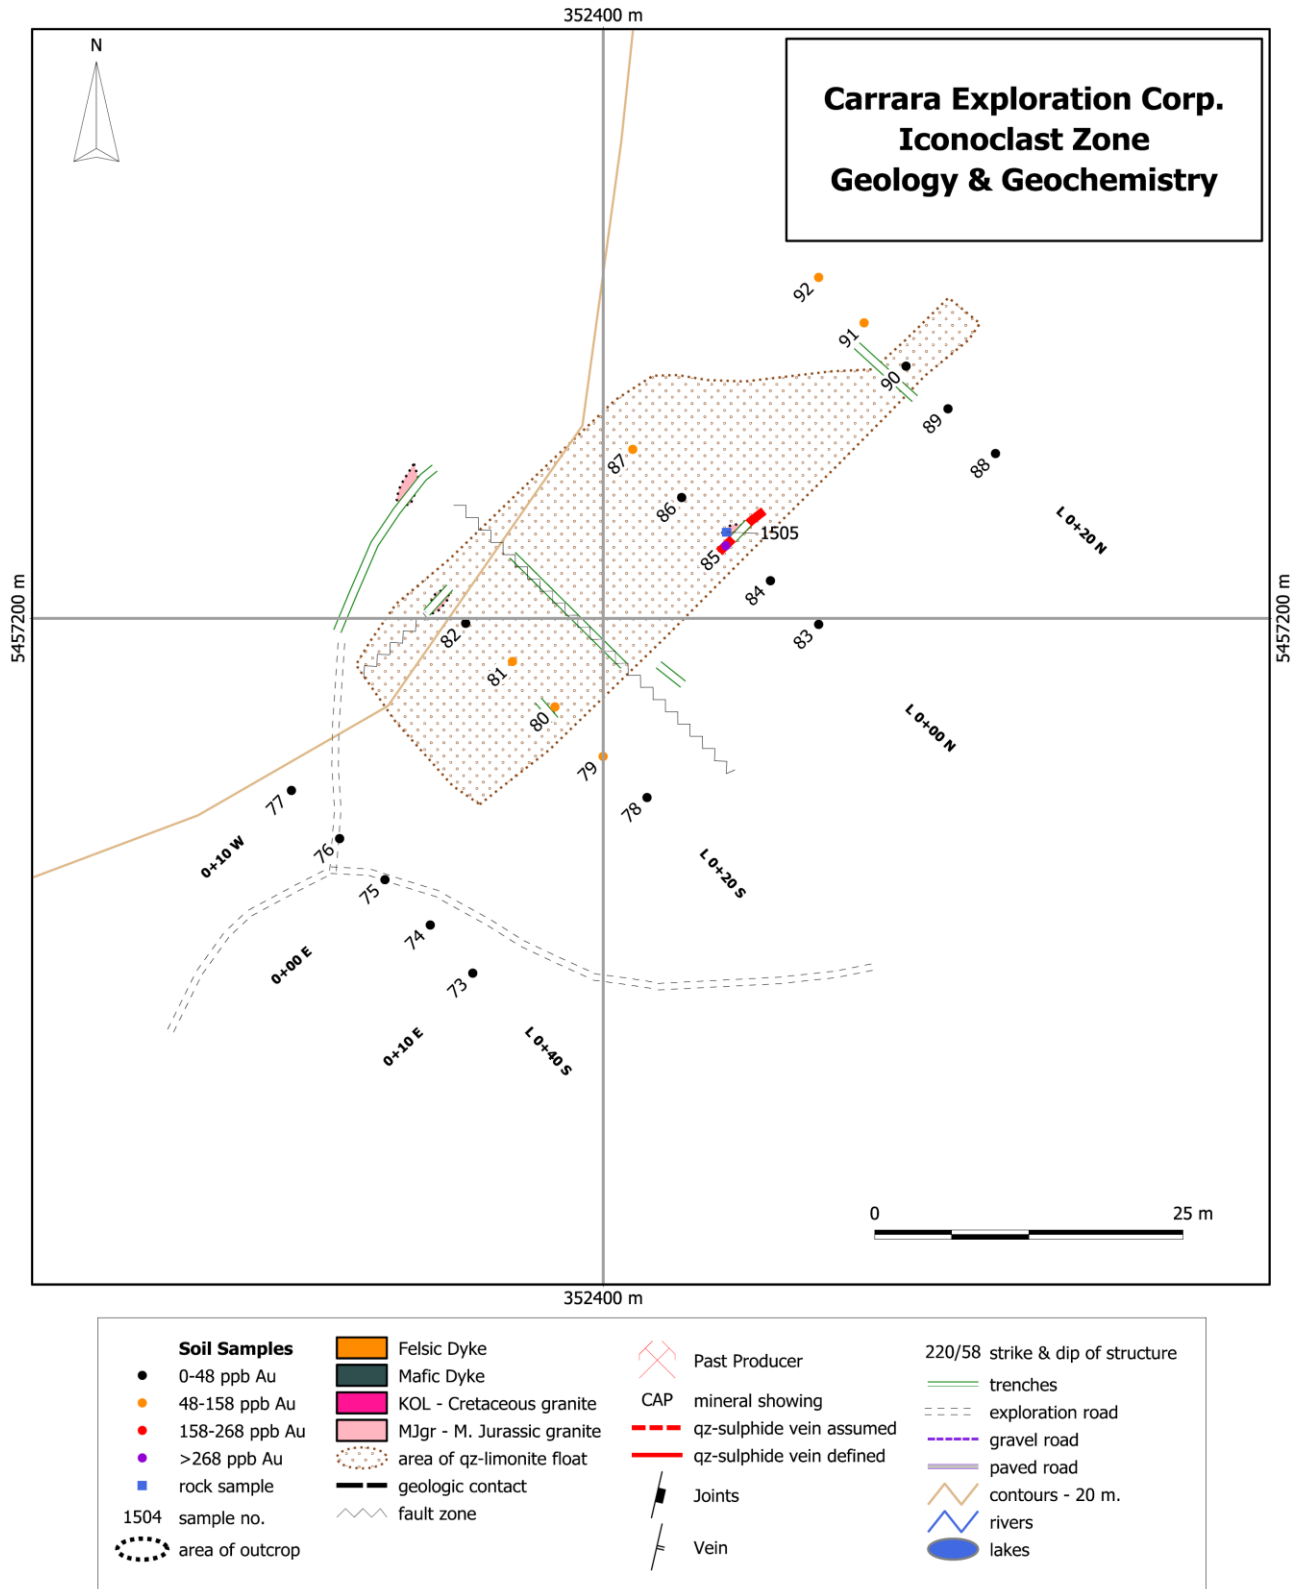 352400 m
N
Carrara Exploration Corp.
Iconoclast Zone
Geology & Geochemistry
92
91
90
89
88
87
86
1505
85
84
83
L 0+20 N
5457200 m
5457200 m
82
81
80
79
78
L 0+00 N
77
76
75
74
73
0+10 W
0+00 E
0+10 E
L 0+20 S
L 0+40 S
0
25 m
352400 m
Soil Samples
0-48 ppb Au
48-158 ppb Au
158-268 ppb Au
>268 ppb Au
rock sample
1504 sample no.
area of outcrop
Felsic Dyke
Mafic Dyke
KOL - Cretaceous granite
MJgr - M. Jurassic granite
area of qz-limonite float
geologic contact
fault zone
Past Producer
CAP mineral showing
qz-sulphide vein assumed
qz-sulphide vein defined
Joints
Vein
220/58 strike & dip of structure
trenches
exploration road
gravel road
paved road
contours - 20 m.
rivers
lakes